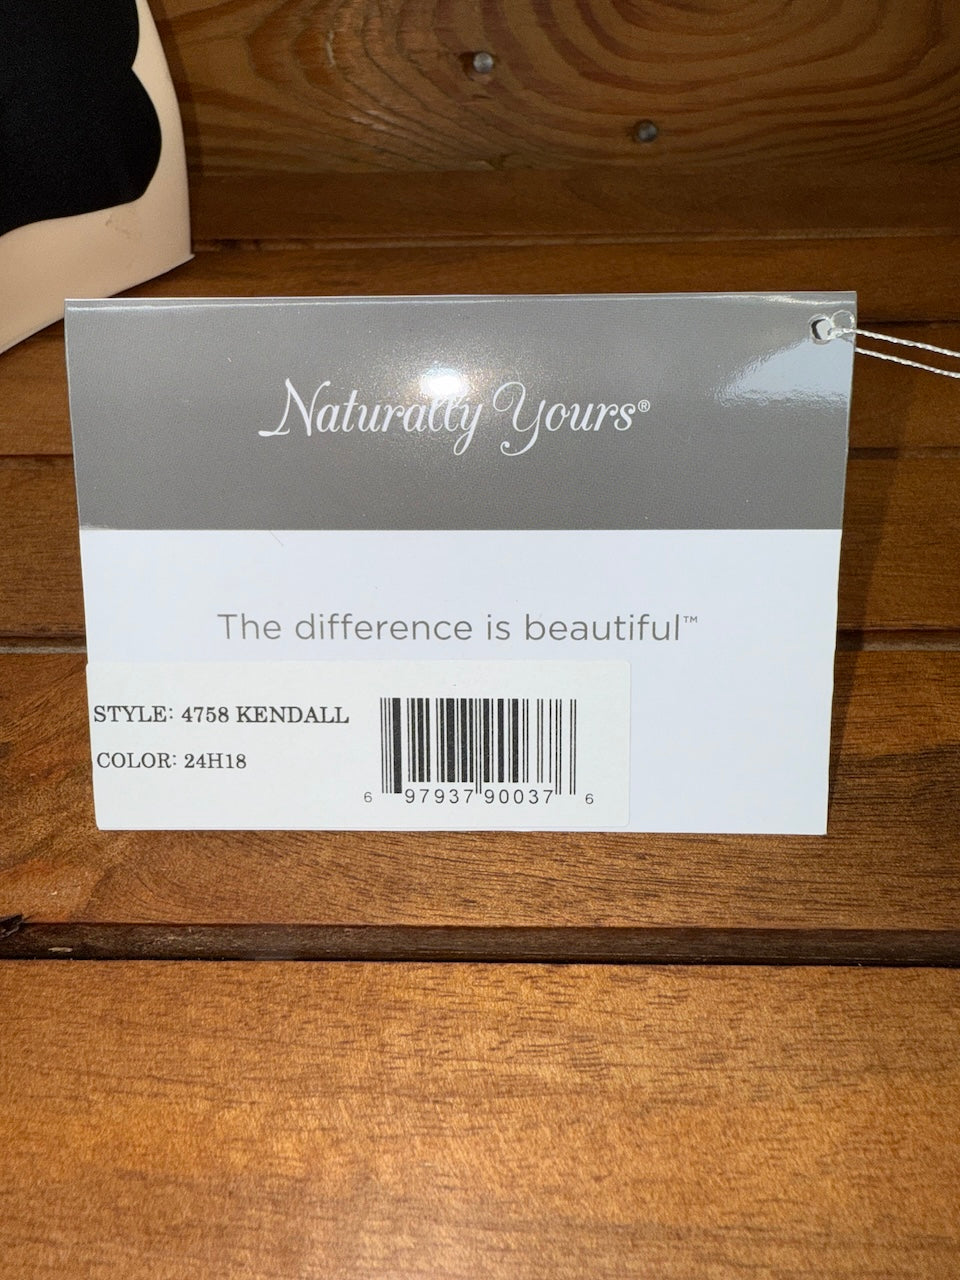 Naturally Yours®
The difference is beautiful™
STYLE: 4758 KENDALL
COLOR: 24H18
6 97937 90037 6